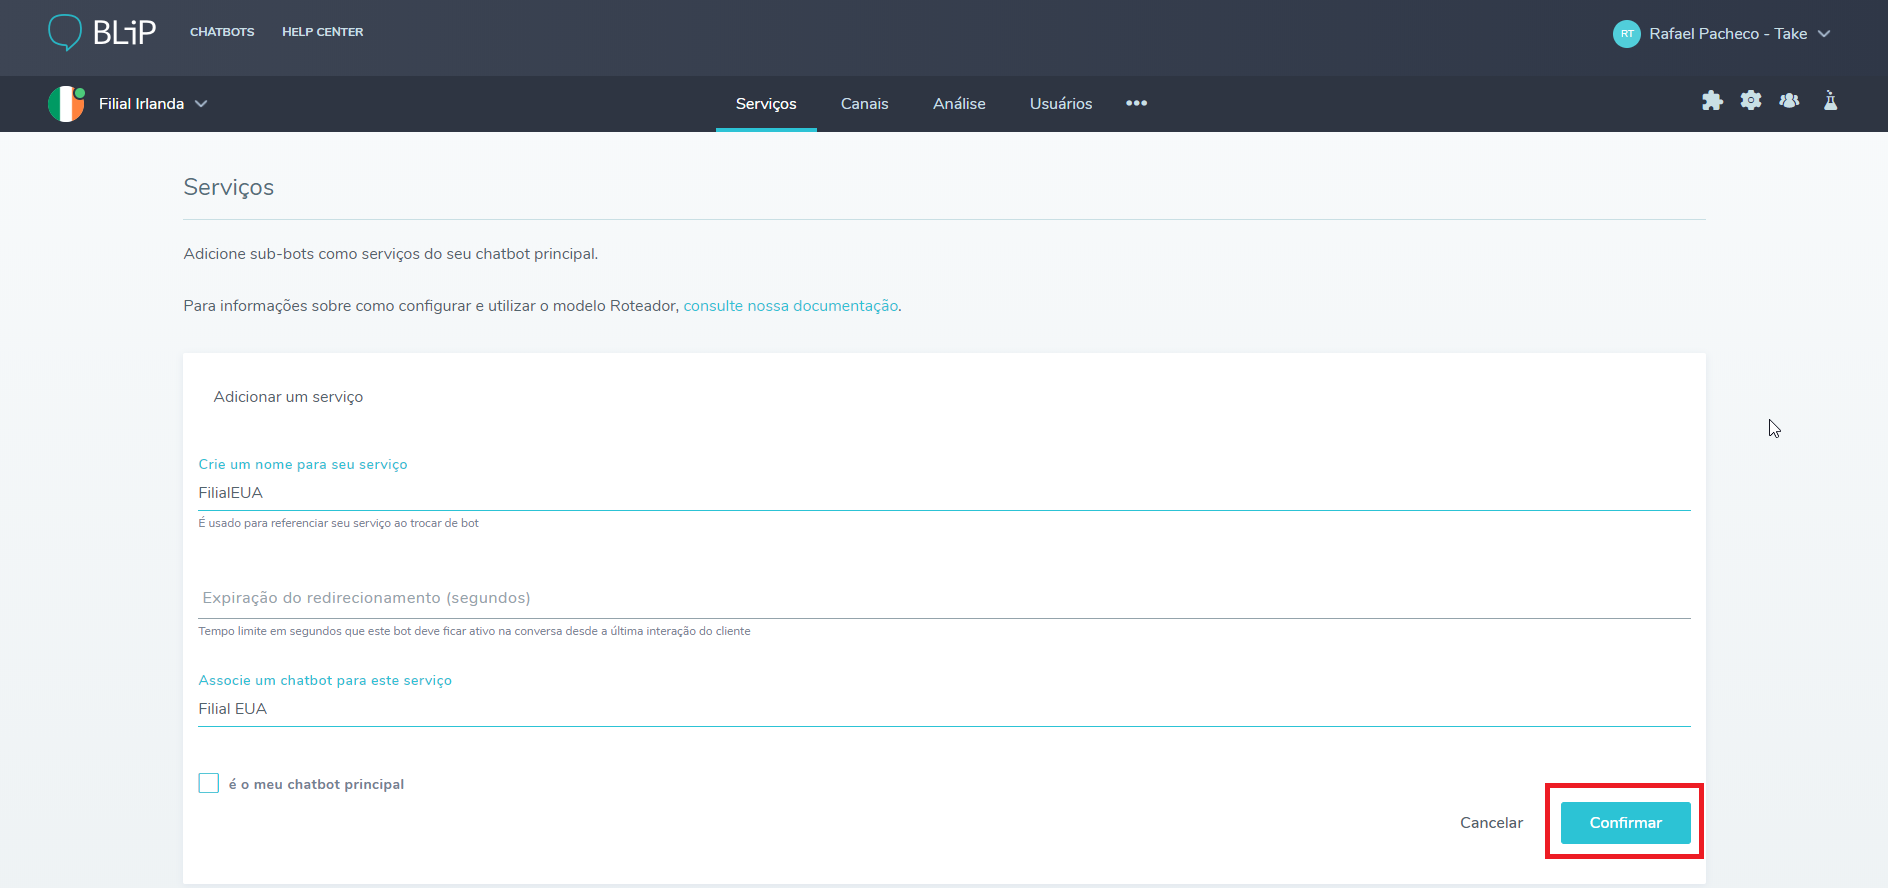 BLiP CHATBOTS HELP CENTER RT Rafael Pacheco - Take
Filial Irlanda Serviços Canais Análise Usuários
Serviços
Adicione sub-bots como serviços do seu chatbot principal.
Para informações sobre como configurar e utilizar o modelo Roteador, consulte nossa documentação.
Adicionar um serviço
Crie um nome para seu serviço
FilialEUA
É usado para referenciar seu serviço ao trocar de bot
Expiração do redirecionamento (segundos)
Tempo limite em segundos que este bot deve ficar ativo na conversa desde a última interação do cliente
Associe um chatbot para este serviço
Filial EUA
é o meu chatbot principal
Cancelar Confirmar